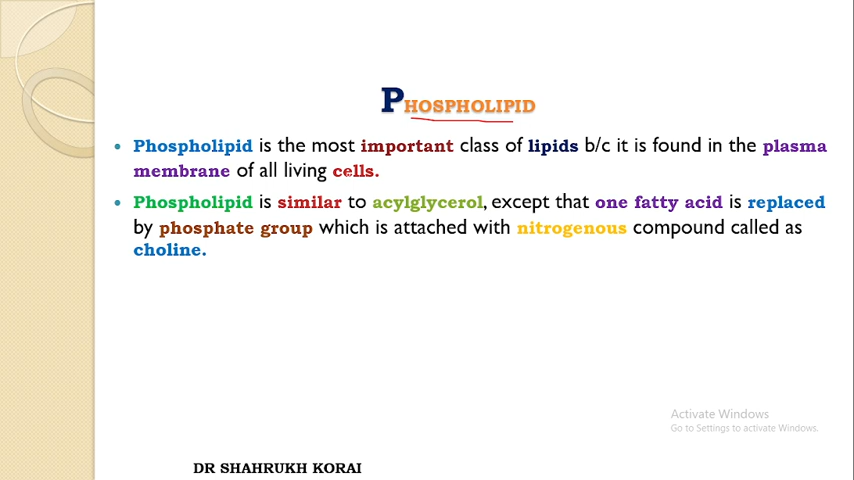 PHOSPHOLIPID
• Phospholipid is the most important class of lipids b/c it is found in the plasma
membrane of all living cells.
• Phospholipid is similar to acylglycerol, except that one fatty acid is replaced
by phosphate group which is attached with nitrogenous compound called as
choline.
Activate Windows
Go to Settings to activate Windows.
DR SHAHRUKH KORAI